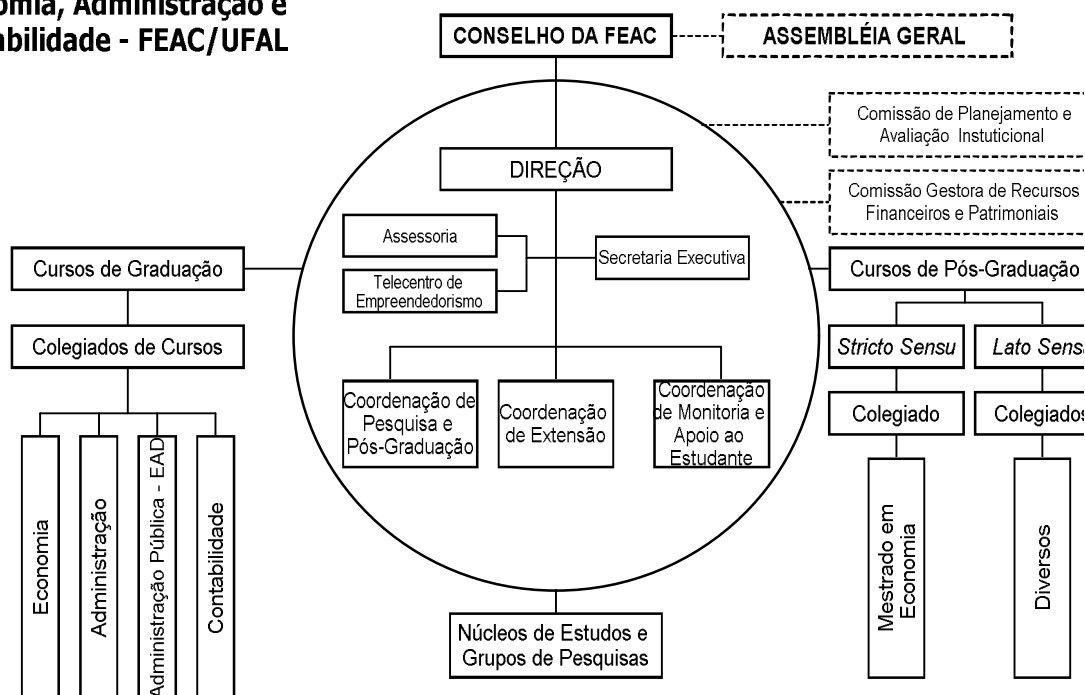 omia, Administração e
abilidade - FEAC/UFAL
CONSELHO DA FEAC
ASSEMBLÉIA GERAL
Comissão de Planejamento e
Avaliação Instuticional
DIREÇÃO
Comissão Gestora de Recursos
Financeiros e Patrimoniais
Assessoria
Secretaria Executiva
Telecentro de
Empreendedorismo
Cursos de Graduação
Cursos de Pós-Graduação
Colegiados de Cursos
Stricto Sensu
Lato Sensu
Coordenação de
Pesquisa e
Pós-Graduação
Coordenação
de Extensão
Coordenação
de Monitoria e
Apoio ao
Estudante
Colegiado
Colegiados
Economia
Administração
Administração Pública - EAD
Contabilidade
Mestrado em
Economia
Diversos
Núcleos de Estudos e
Grupos de Pesquisas